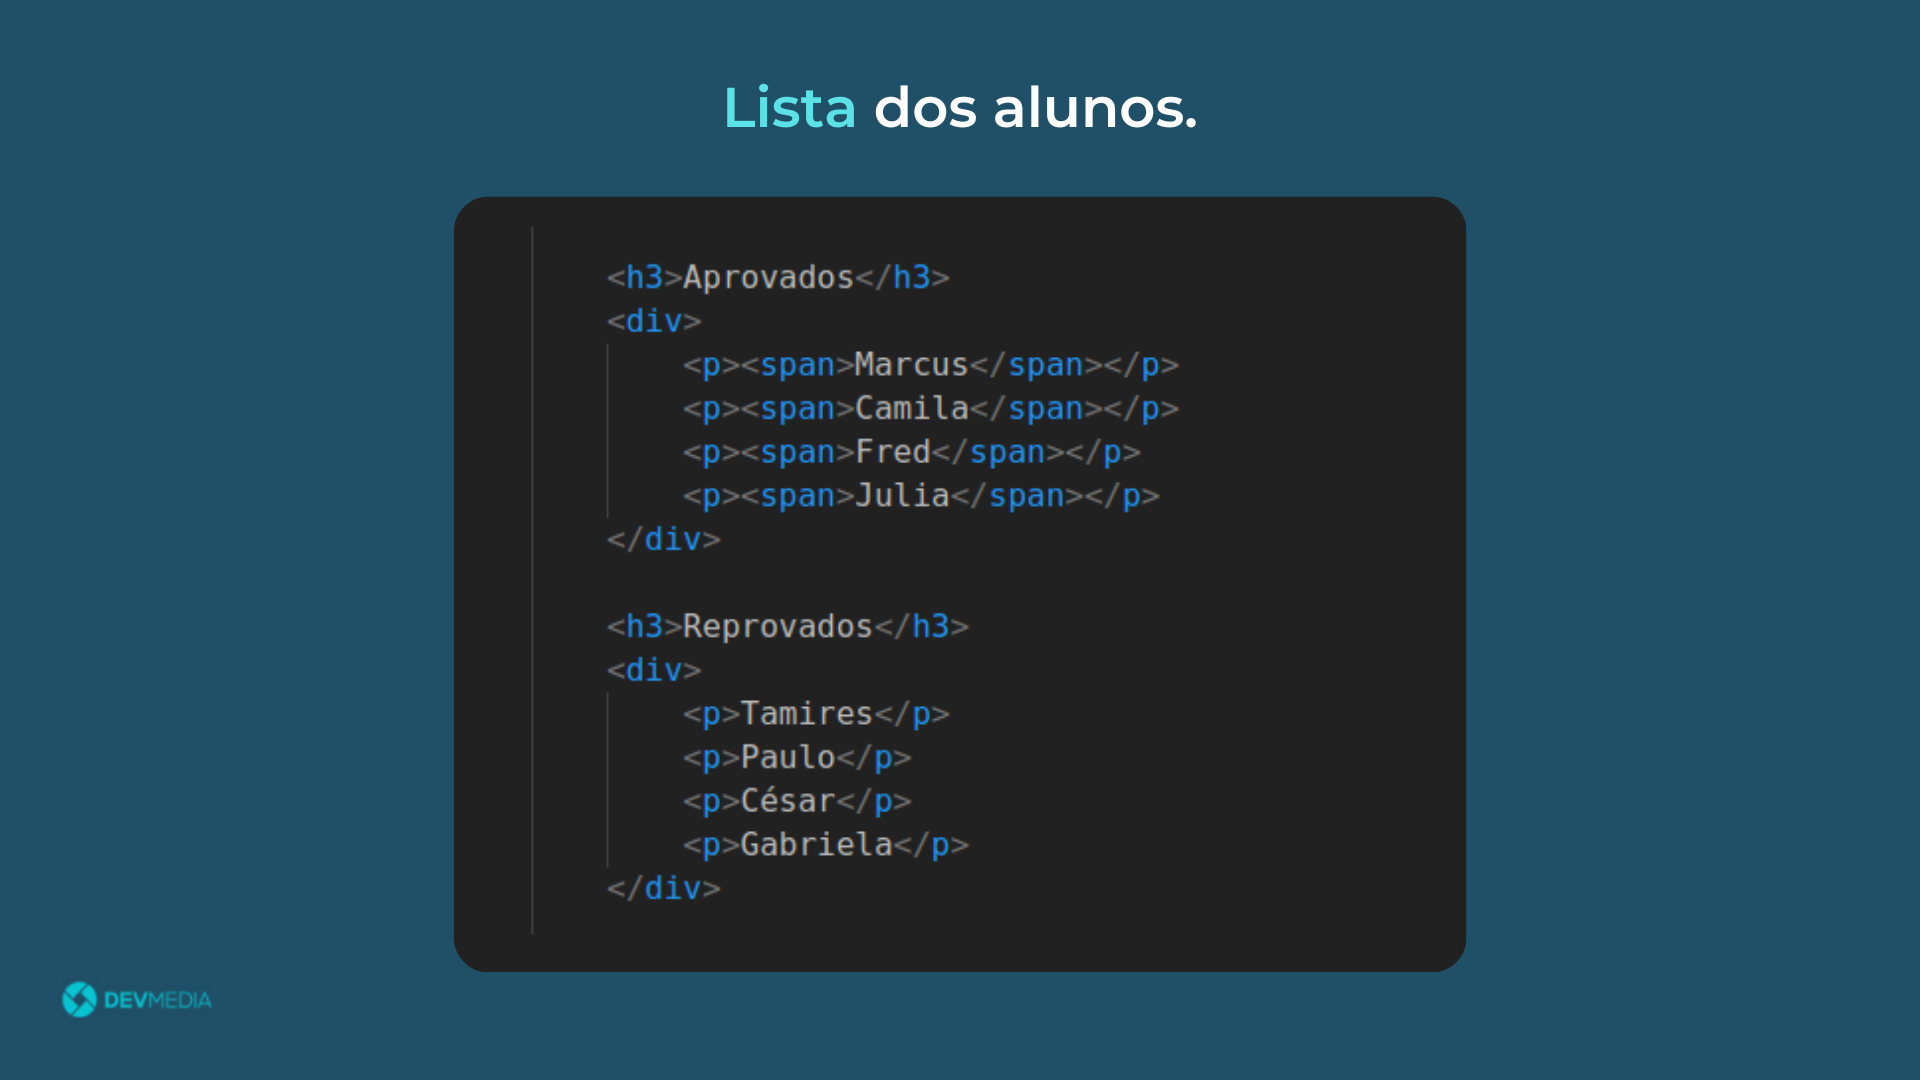 Lista dos alunos.
<h3>Aprovados</h3>
<div>
<p><span>Marcus</span></p>
<p><span>Camila</span></p>
<p><span>Fred</span></p>
<p><span>Julia</span></p>
</div>
<h3>Reprovados</h3>
<div>
<p>Tamires</p>
<p>Paulo</p>
<p>César</p>
<p>Gabriela</p>
</div>
DEVMEDIA